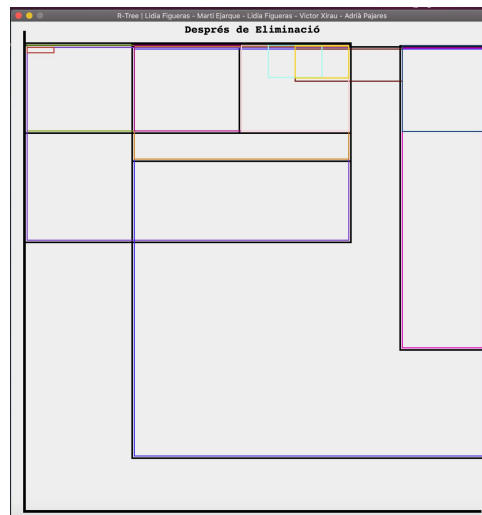 R-Tree | Lidia Figueras - Martí Ejarque - Lidia Figueras - Victor Xirau - Adrià Pajares
Després de Eliminació